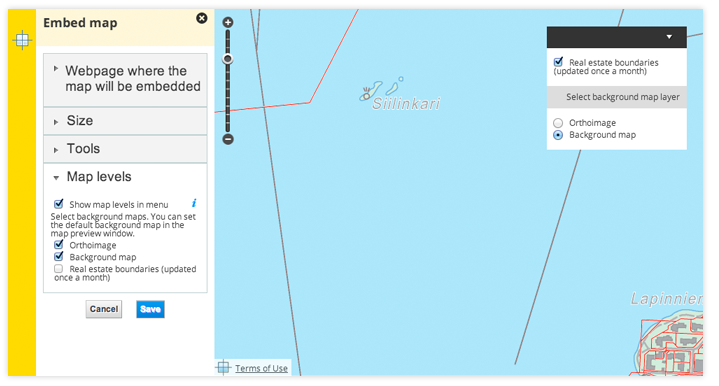 Embed map
Webpage where the
map will be embedded
Size
Tools
Map levels
Show map levels in menu
i
Select background maps. You can set
the default background map in the
map preview window.
Orthoimage
Background map
Real estate boundaries (updated
once a month)
Cancel
Save
Siilinkari
Real estate boundaries
(updated once a month)
Select background map layer
Orthoimage
Background map
Lapinnier
Terms of Use